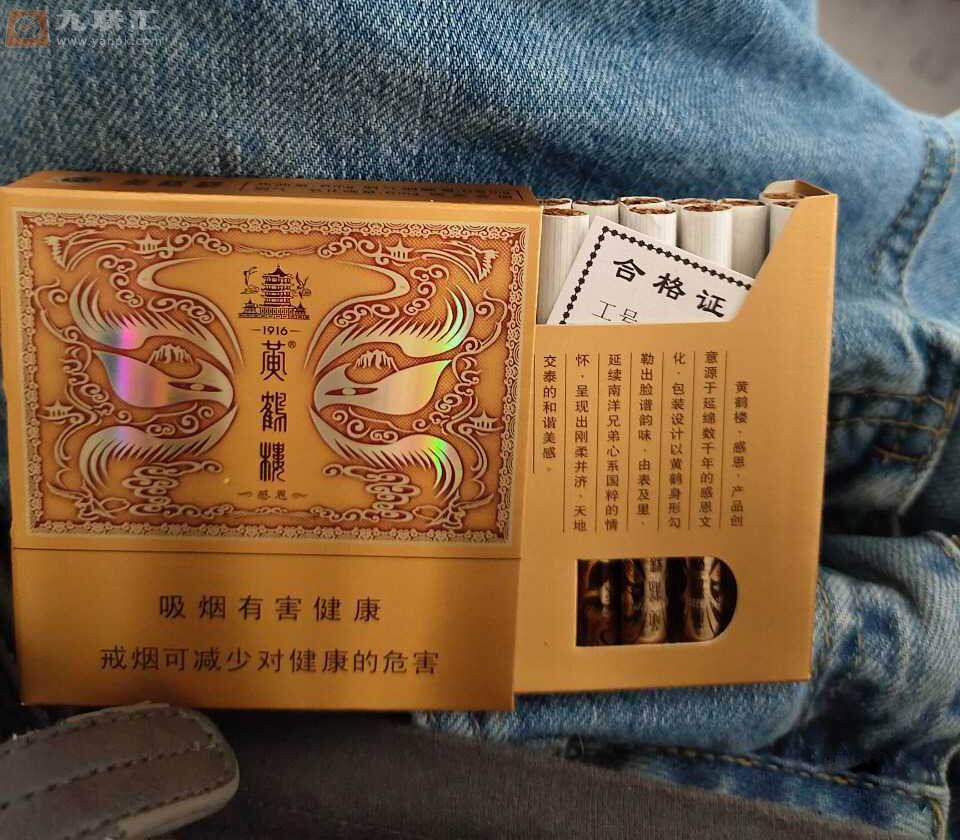 九联汇
www.yanpk.com
1916
黄鹤楼®
感恩
吸烟有害健康
戒烟可减少对健康的危害
合格证
工号
黄鹤楼·感恩,产品创
意源于延绵数千年的感恩文
化,包装设计以黄鹤身形勾
勒出脸谱韵味,由表及里,
延续南洋兄弟心系国粹的情
怀,呈现出刚柔并济、天地
交泰的和谐美感。